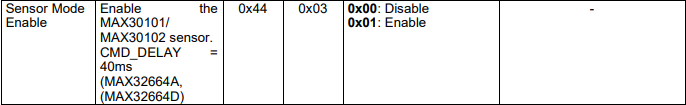 Sensor Mode Enable the 0x44 0x03 0x00: Disable -
Enable MAX30101/ 0x01: Enable
MAX30102 sensor.
CMD_DELAY =
40ms
(MAX32664A,
(MAX32664D)